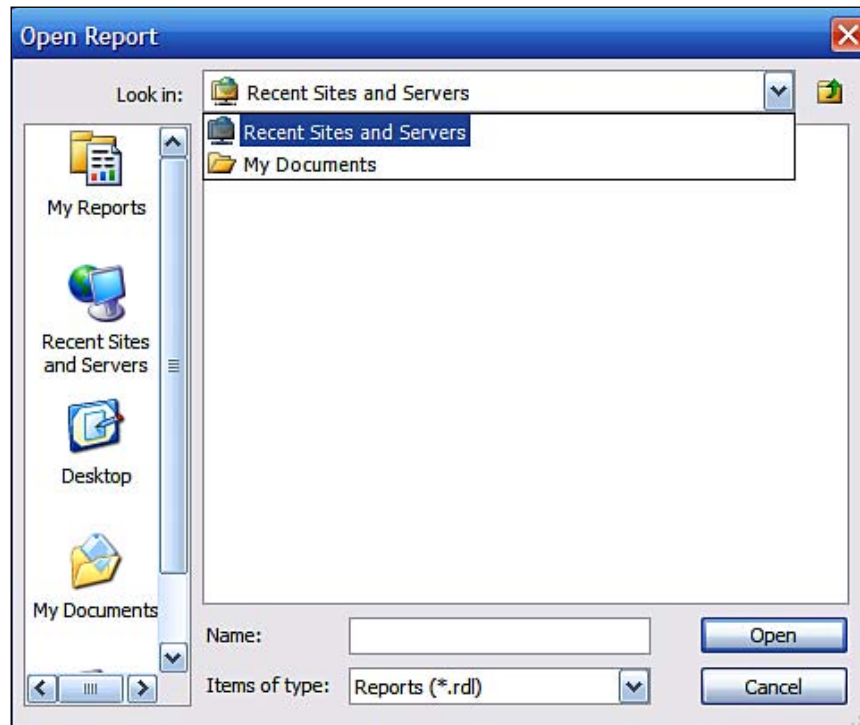 Open Report
Look in:
Recent Sites and Servers
Recent Sites and Servers
My Documents
My Reports
Recent Sites
and Servers
Desktop
My Documents
Name:
Open
Items of type:
Reports (*.rdl)
Cancel